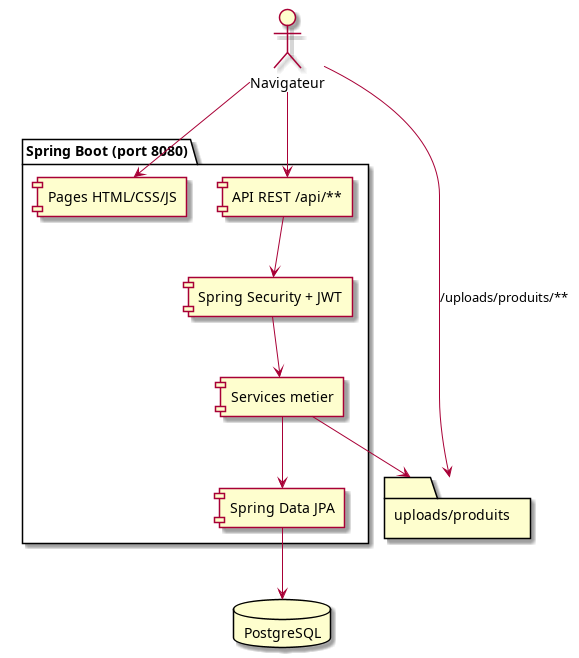 Navigateur
Spring Boot (port 8080)
Pages HTML/CSS/JS
API REST /api/**
Spring Security + JWT
/uploads/produits/**
Services metier
Spring Data JPA
uploads/produits
PostgreSQL